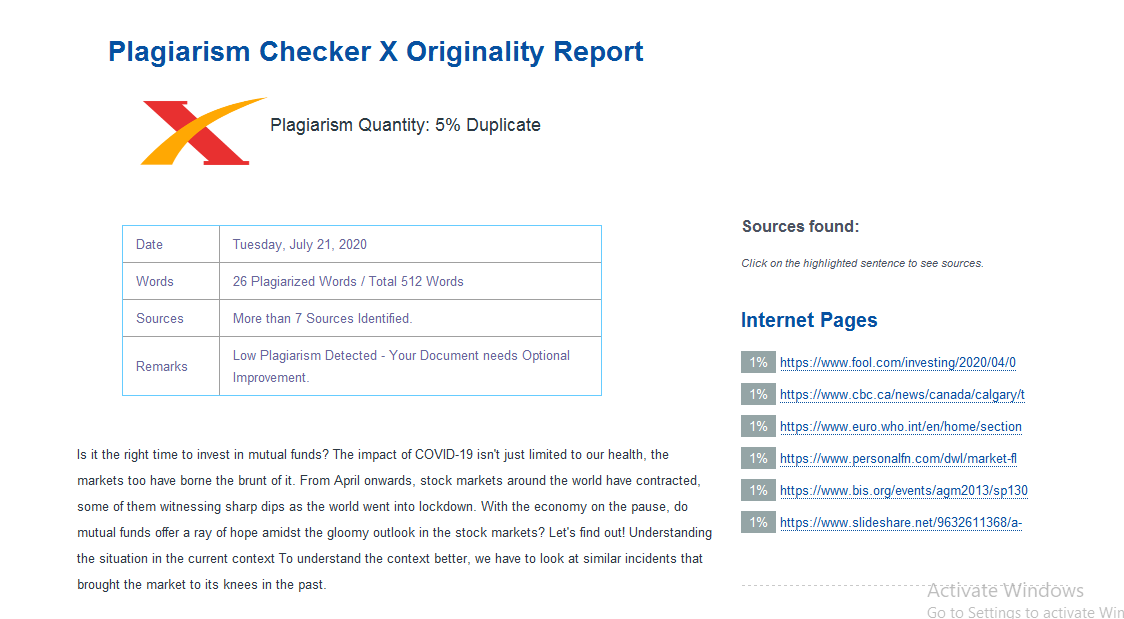 Plagiarism Checker X Originality Report
Plagiarism Quantity: 5% Duplicate
Date
Tuesday, July 21, 2020
Words
26 Plagiarized Words / Total 512 Words
Sources
More than 7 Sources Identified.
Remarks
Low Plagiarism Detected - Your Document needs Optional
Improvement.
Is it the right time to invest in mutual funds? The impact of COVID-19 isn't just limited to our health, the
markets too have borne the brunt of it. From April onwards, stock markets around the world have contracted,
some of them witnessing sharp dips as the world went into lockdown. With the economy on the pause, do
mutual funds offer a ray of hope amidst the gloomy outlook in the stock markets? Let's find out! Understanding
the situation in the current context To understand the context better, we have to look at similar incidents that
brought the market to its knees in the past.
Sources found:
Click on the highlighted sentence to see sources.
Internet Pages
1% https://www.fool.com/investing/2020/04/0
1% https://www.cbc.ca/news/canada/calgary/t
1% https://www.euro.who.int/en/home/section
1% https://www.personalfn.com/dwl/market-fl
1% https://www.bis.org/events/agm2013/sp130
1% https://www.slideshare.net/9632611368/a-
Activate Windows
Go to Settings to activate Win